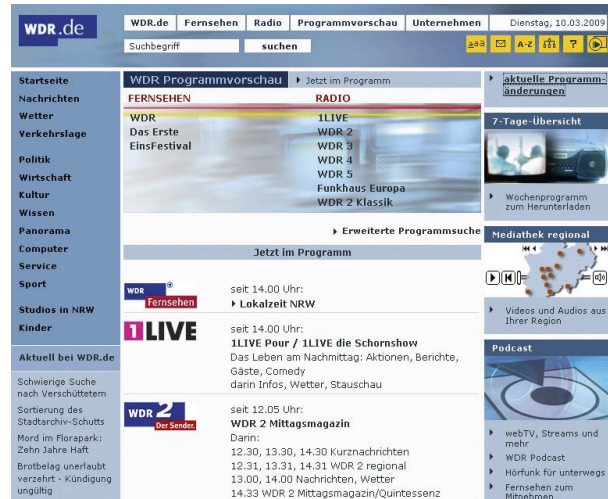 WDR.de
WDR.de Fernsehen Radio Programmvorschau Unternehmen Dienstag, 10.03.2009
Suchbegriff suchen aaa A-Z ?
Startseite
Nachrichten
Wetter
Verkehrslage
Politik
Wirtschaft
Kultur
Wissen
Panorama
Computer
Service
Sport
Studios in NRW
Kinder
Aktuell bei WDR.de
Schwierige Suche
nach Verschütteten
Sortierung des
Stadtarchiv-Schutts
Mord im Florapark:
Zehn Jahre Haft
Brotbelag unerlaubt
verzehrt - Kündigung
ungültig
WDR Programmvorschau Jetzt im Programm
FERNSEHEN RADIO
WDR 1LIVE
Das Erste WDR 2
EinsFestival WDR 3
WDR 4
WDR 5
Funkhaus Europa
WDR 2 Klassik
Erweiterte Programmsuche
Jetzt im Programm
WDR Fernsehen
seit 14.00 Uhr:
Lokalzeit NRW
1LIVE
seit 14.00 Uhr:
1LIVE Pour / 1LIVE die Schornshow
Das Leben am Nachmittag: Aktionen, Berichte,
Gäste, Comedy
darin Infos, Wetter, Stauschau
WDR 2
Der Sender.
seit 12.05 Uhr:
WDR 2 Mittagsmagazin
Darin:
12.30, 13.30, 14.30 Kurznachrichten
12.31, 13.31, 14.31 WDR 2 regional
13.00, 14.00 Nachrichten, Wetter
14.33 WDR 2 Mittagsmagazin/Quintessenz
aktuelle Programm-
änderungen
7-Tage-Übersicht
Wochenprogramm
zum Herunterladen
Mediathek regional
Videos und Audios aus
Ihrer Region
Podcast
webTV, Streams und
mehr
WDR Podcast
Hörfunk für unterwegs
Fernsehen zum
Mitnehmen